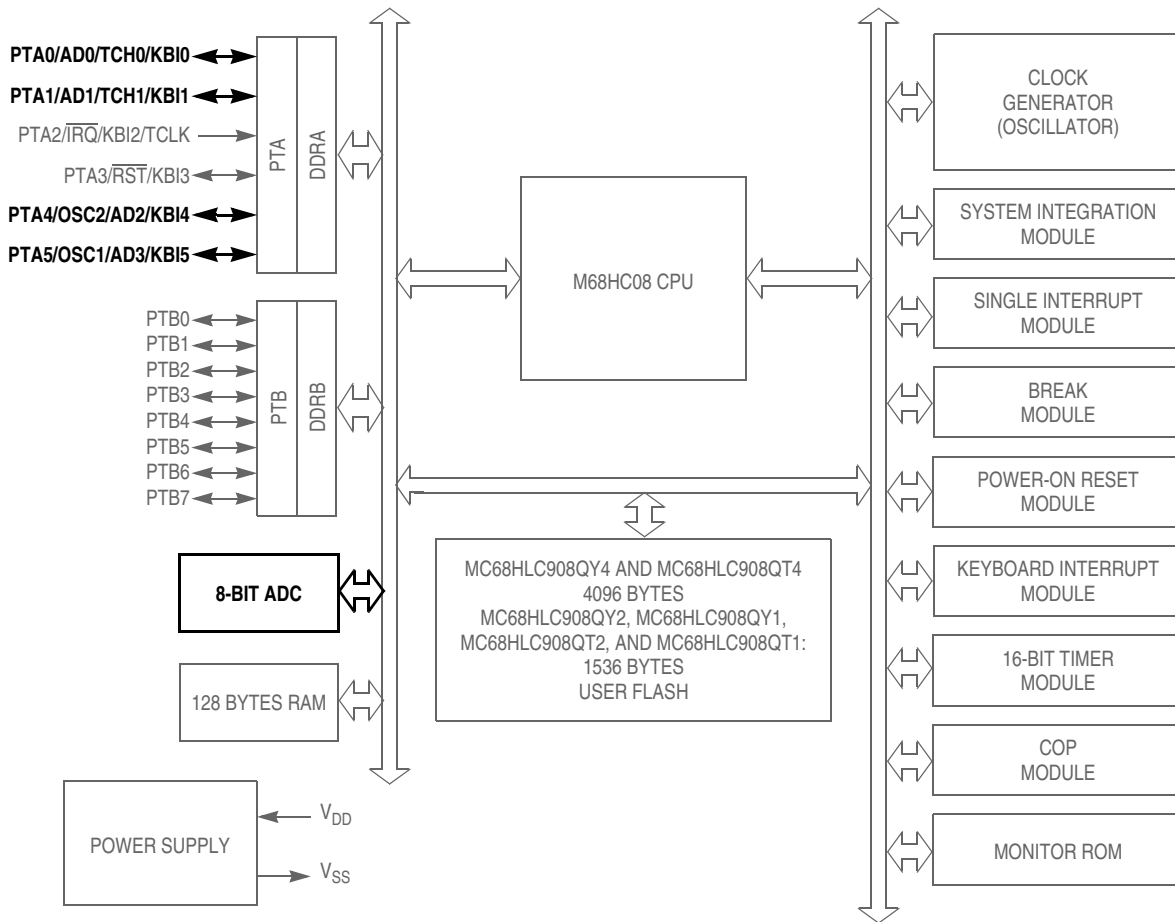 PTA0/AD0/TCH0/KBI0
PTA1/AD1/TCH1/KBI1
PTA2/IRQ/KBI2/TCLK
PTA3/RST/KBI3
PTA4/OSC2/AD2/KBI4
PTA5/OSC1/AD3/KBI5
PTA
DDRA
PTB0
PTB1
PTB2
PTB3
PTB4
PTB5
PTB6
PTB7
PTB
DDRB
8-BIT ADC
128 BYTES RAM
POWER SUPPLY
VDD
VSS
M68HC08 CPU
MC68HLC908QY4 AND MC68HLC908QT4
4096 BYTES
MC68HLC908QY2, MC68HLC908QY1,
MC68HLC908QT2, AND MC68HLC908QT1:
1536 BYTES
USER FLASH
CLOCK
GENERATOR
(OSCILLATOR)
SYSTEM INTEGRATION
MODULE
SINGLE INTERRUPT
MODULE
BREAK
MODULE
POWER-ON RESET
MODULE
KEYBOARD INTERRUPT
MODULE
16-BIT TIMER
MODULE
COP
MODULE
MONITOR ROM